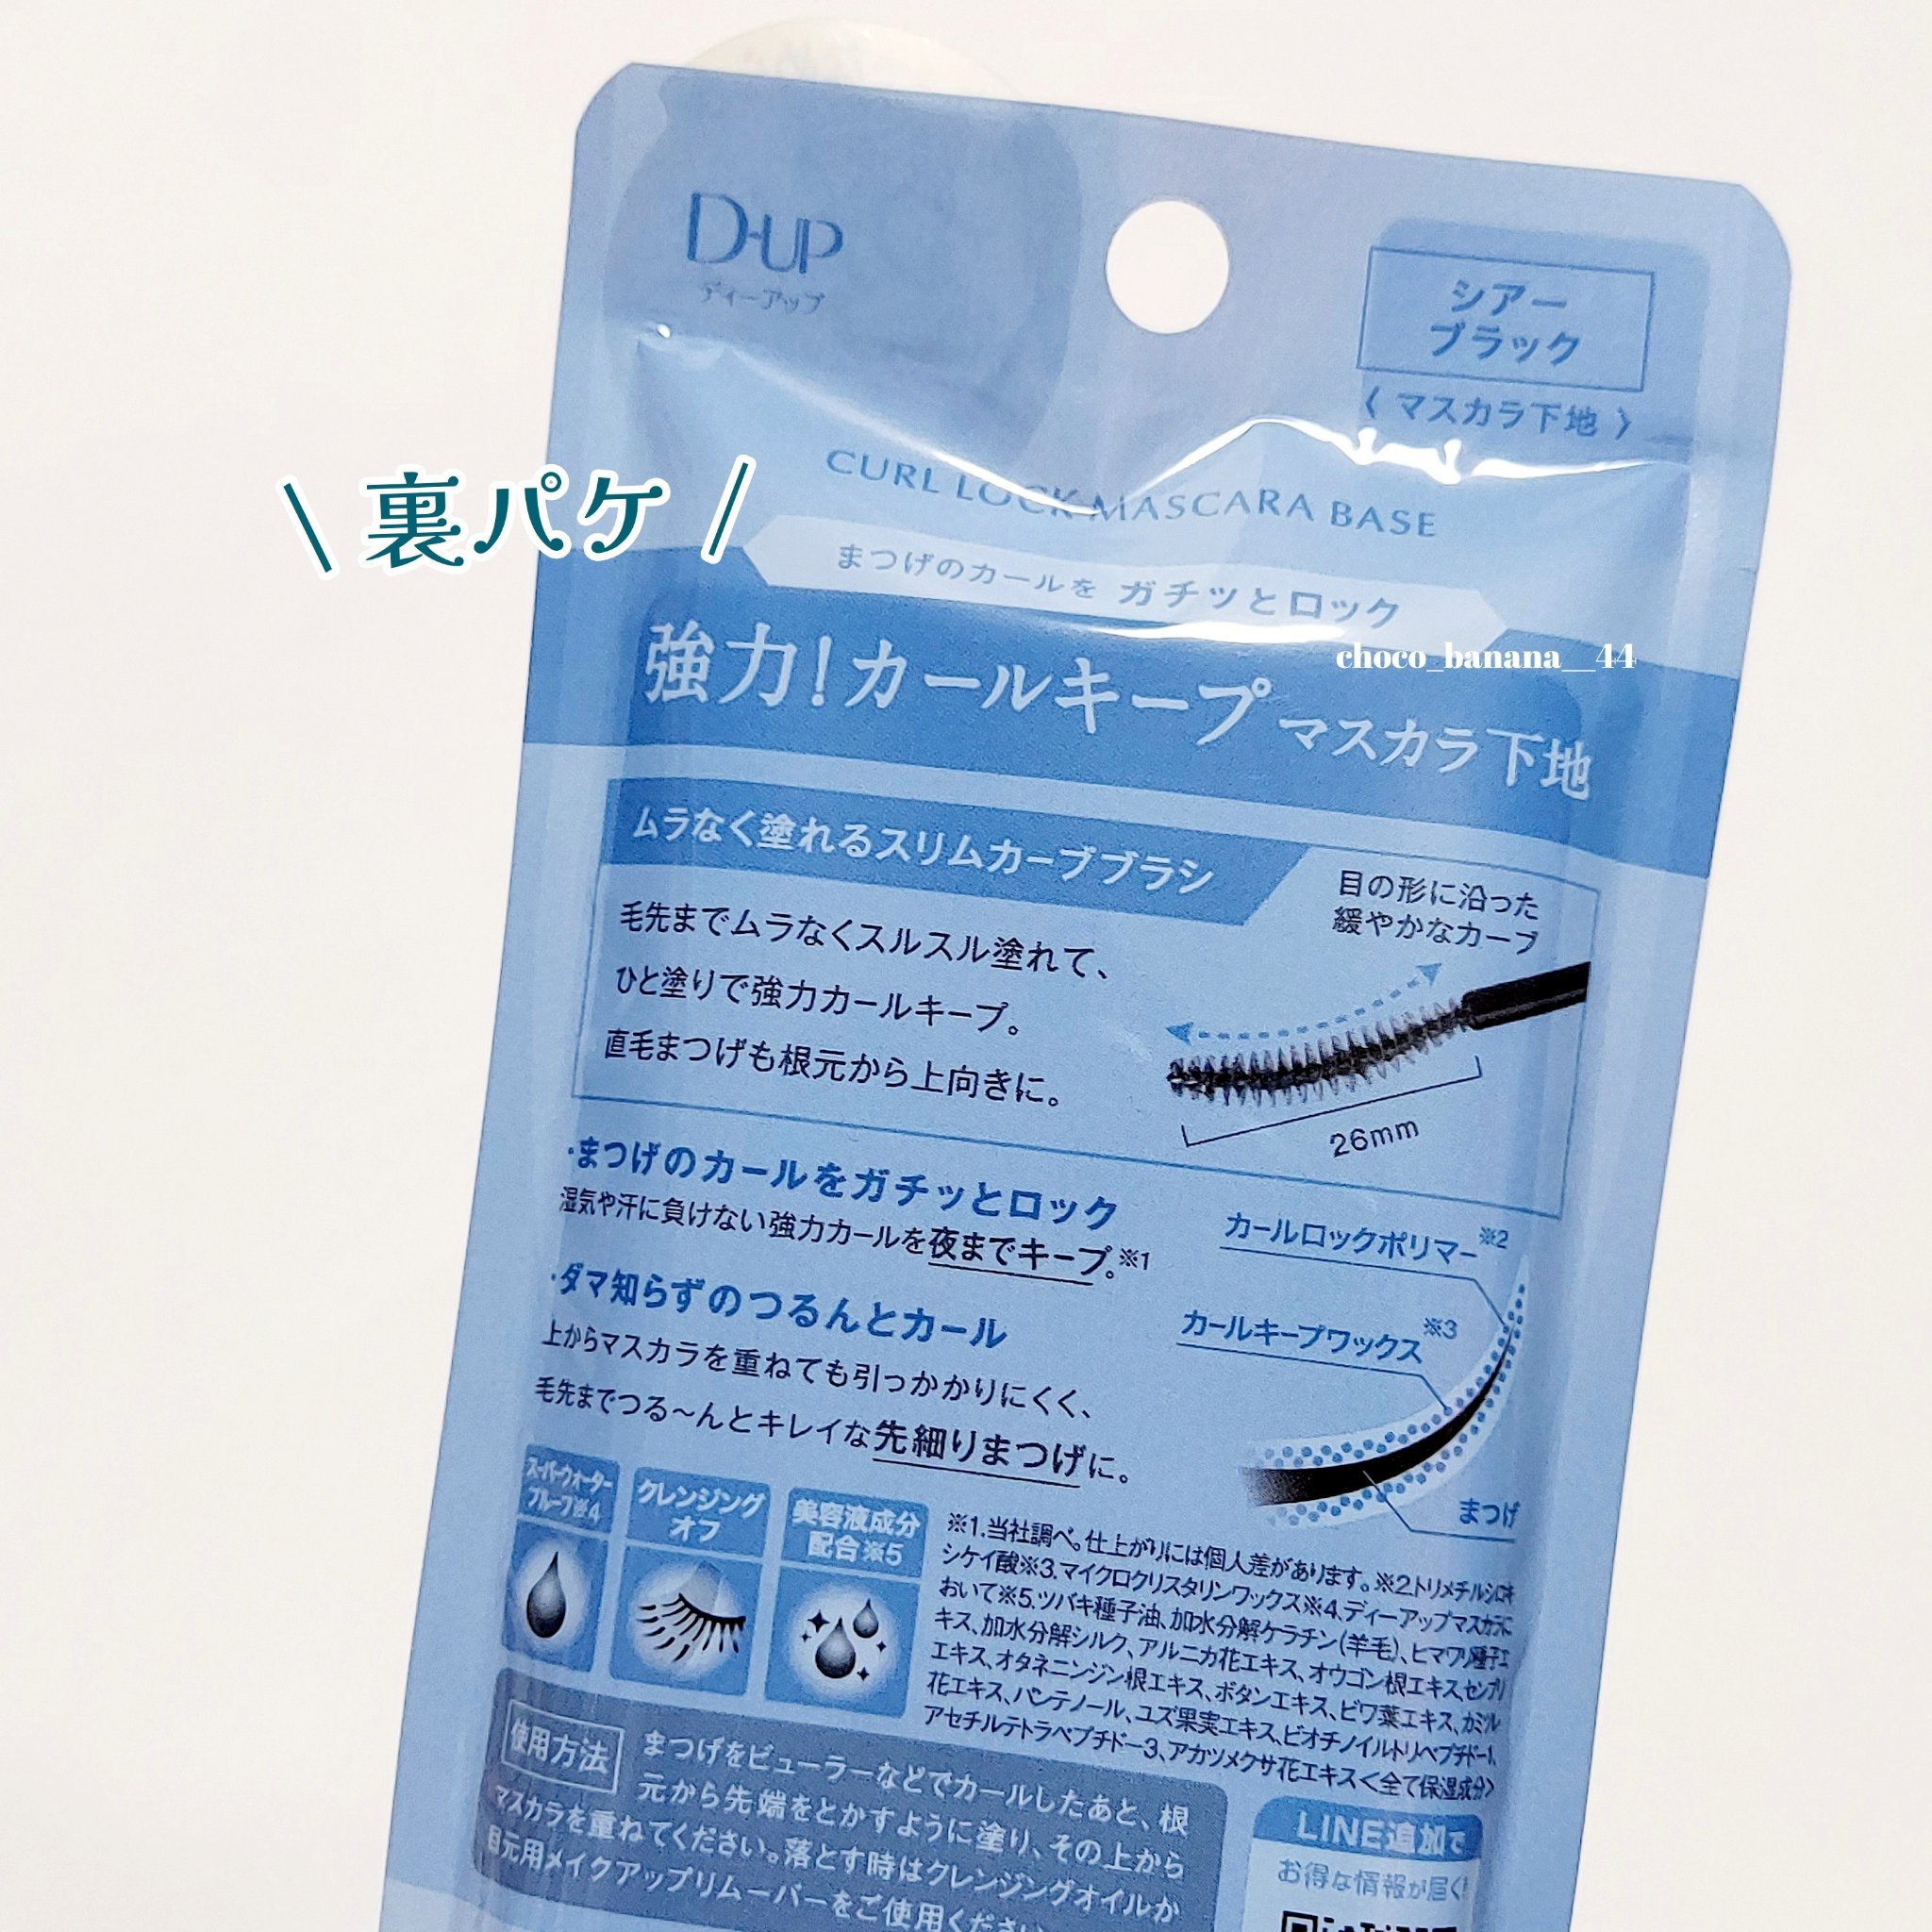 D-UP
ディーアップ
シアー
ブラック
〈マスカラ下地〉
\ 裏パケ /
CURL LOCK MASCARA BASE
まつげのカールを ガチッとロック
choco_banana__44
強力!カールキープ マスカラ下地
ムラなく塗れるスリムカーブブラシ
目の形に沿った
緩やかなカーブ
毛先までムラなくスルスル塗れて、
ひと塗りで強力カールキープ。
直毛まつげも根元から上向きに。
26mm
・まつげのカールをガチッとロック
湿気や汗に負けない強力カールを夜までキープ。※1
カールロックポリマー※2
カールキープワックス※3
まつげ
・ダマ知らずのつるんとカール
上からマスカラを重ねても引っかかりにくく、
毛先までつる〜んとキレイな先細りまつげに。
スーパーウォーター
プルーフ※4
クレンジング
オフ
美容液成分
配合※5
※1.当社調べ。仕上がりには個人差があります。※2.トリメチルシロキ
シケイ酸※3.マイクロクリスタリンワックス※4.ディーアップマスカラに
おいて※5.ツバキ種子油、加水分解ケラチン(羊毛)、ヒマワリ種子エ
キス、加水分解シルク、アルニカ花エキス、オウゴン根エキス、センブリ
エキス、オタネニンジン根エキス、ボタンエキス、ビワ葉エキス、カミツレ
花エキス、パンテノール、ユズ果実エキス、ビオチノイルトリペプチド-1、
アセチルテトラペプチド-3、アカツメクサ花エキス<全て保湿成分>
使用方法
まつげをビューラーなどでカールしたあと、根
元から先端をとかすように塗り、その上から
マスカラを重ねてください。落とす時はクレンジングオイルか
目元用メイクアップリムーバーをご使用ください
LINE追加で
お得な情報が届く!